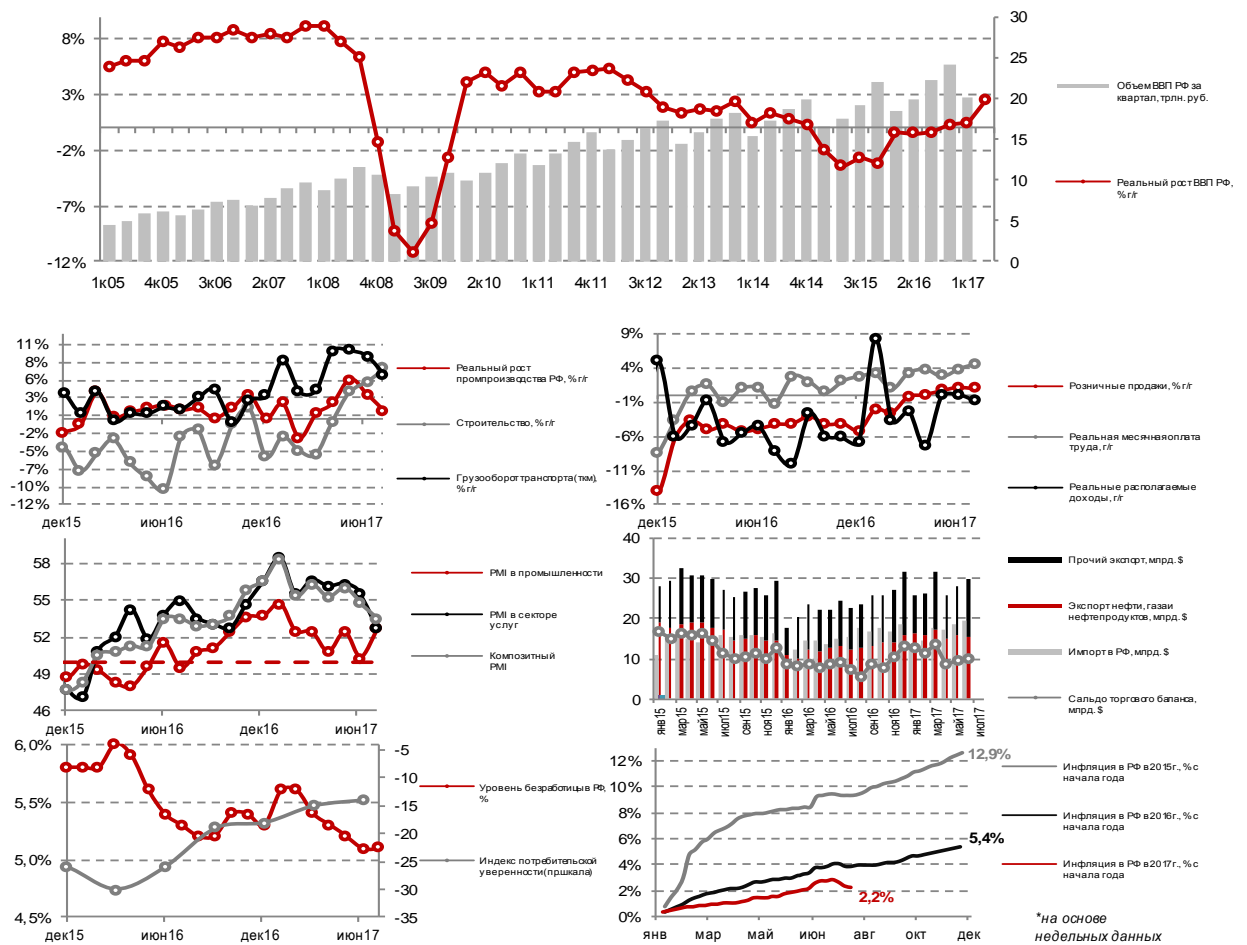 8%
3%
-2%
-7%
-12%
30
25
20
15
10
5
0
1к05 4к05 3к06 2к07 1к08 4к08 3к09 2к10 1к11 4к11 3к12 2к13 1к14 4к14 3к15 2к16 1к17
Объем ВВП РФ за
квартал, трлн. руб.
Реальный рост ВВП РФ,
% г/г
11%
8%
6%
3%
1%
-2%
-5%
-7%
-10%
-12%
дек15 июн16 дек16 июн17
Реальный рост
промпроизводства РФ, % г/г
Строительство, % г/г
Грузооборот транспорта (ткм),
% г/г
9%
4%
-1%
-6%
-11%
-16%
дек15 июн16 дек16 июн17
Розничные продажи, % г/г
Реальная месячная оплата
труда, г/г
Реальные располагаемые
доходы, г/г
58
55
52
49
46
дек15 июн16 дек16 июн17
PMI в промышленности
PMI в секторе
услуг
Композитный
PMI
40
30
20
10
0
янв15 мар15 май15 июл15 сен15 ноя15 янв16 мар16 май16 июл16 сен16 ноя16 янв17 мар17 май17 июл17
Прочий экспорт, млрд. $
Экспорт нефти, газа и
нефтепродуктов, млрд. $
Импорт в РФ, млрд. $
Сальдо торгового баланса,
млрд. $
6,0%
5,5%
5,0%
4,5%
-5
-10
-15
-20
-25
-30
-35
дек15 июн16 дек16 июн17
Уровень безработицы в РФ,
%
Индекс потребительской
уверенности (пр.шкала)
12%
10%
8%
6%
4%
2%
0%
12,9%
5,4%
2,2%
янв мар май июн авг окт дек
Инфляция в РФ в 2015 г., % с
начала года
Инфляция в РФ в 2016 г., % с
начала года
Инфляция в РФ в 2017 г., % с
начала года
*на основе
недельных данных